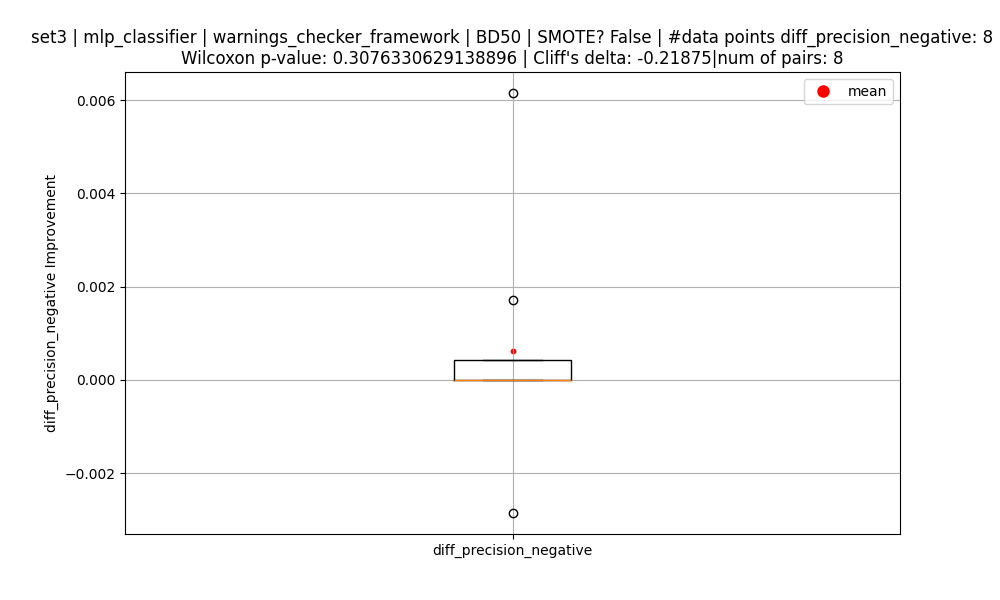 set3 | mlp_classifier | warnings_checker_framework | BD50 | SMOTE? False | #data points diff_precision_negative: 8
Wilcoxon p-value: 0.3076330629138896 | Cliff's delta: -0.21875|num of pairs: 8
mean
0.006
0.004
0.002
0.000
−0.002
diff_precision_negative Improvement
diff_precision_negative